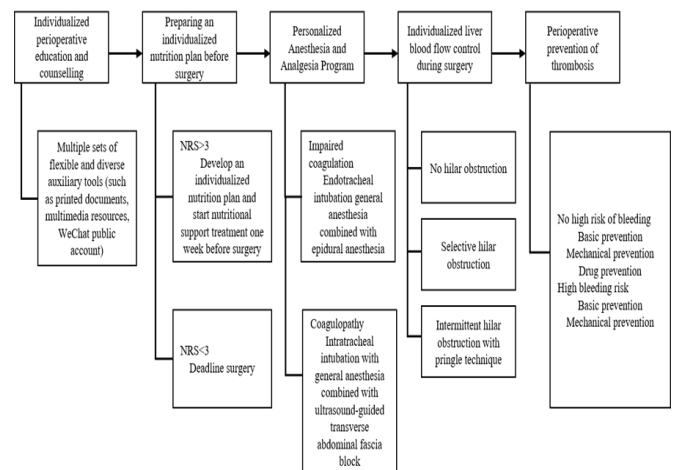 Individualized
perioperative
education and
counselling
Preparing an
individualized
nutrition plan before
surgery
Personalized
Anesthesia and
Analgesia Program
Individualized liver
blood flow control
during surgery
Perioperative
prevention of
thrombosis
Multiple sets of
flexible and diverse
auxiliary tools (such
as printed documents,
multimedia resources,
WeChat public
account)
NRS>3
Develop an
individualized
nutrition plan and
start nutritional
support treatment one
week before surgery
NRS<3
Deadline surgery
Impaired
coagulation
Endotracheal
intubation general
anesthesia
combined with
epidural anesthesia
Coagulopathy
Intratracheal
intubation with
general anesthesia
combined with
ultrasound-guided
transverse
abdominal fascia
block
No hilar obstruction
Selective hilar
obstruction
Intermittent hilar
obstruction with
pringle technique
No high risk of bleeding
Basic prevention
Mechanical prevention
Drug prevention
High bleeding risk
Basic prevention
Mechanical prevention